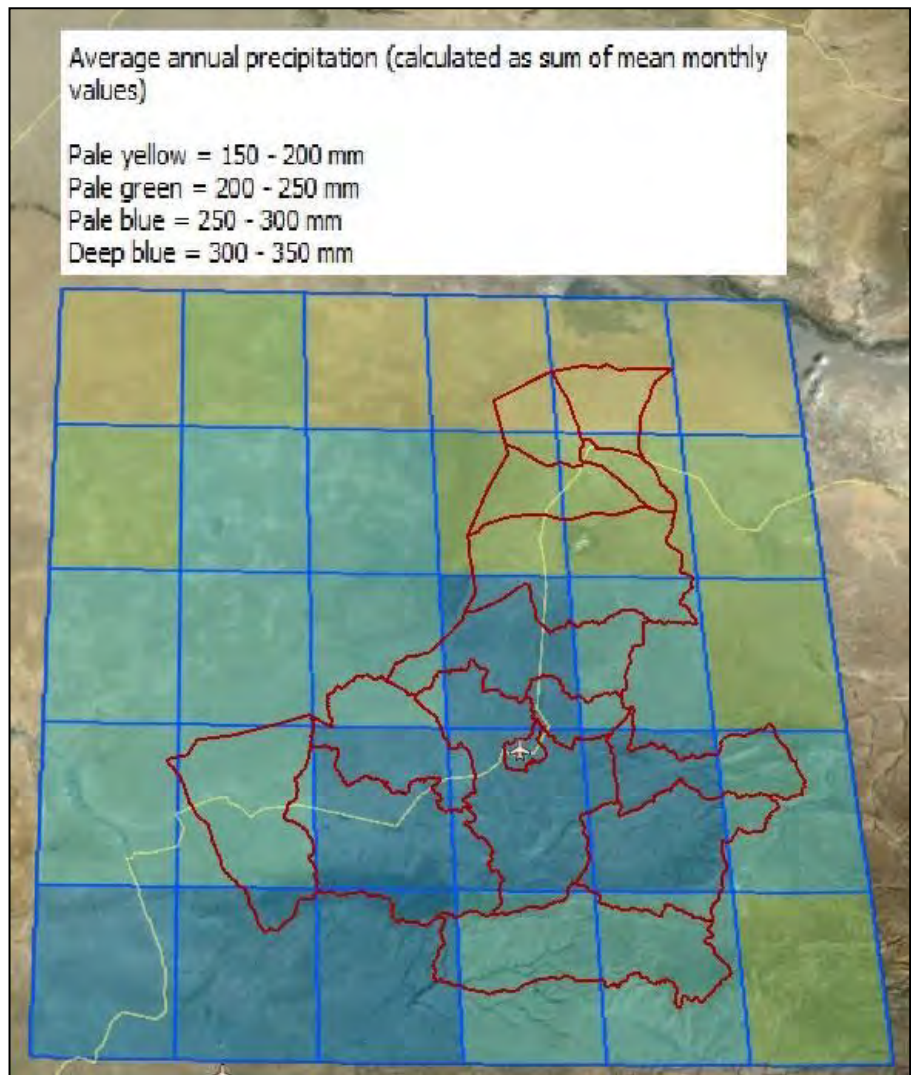 Average annual precipitation (calculated as sum of mean monthly
values)
Pale yellow = 150 - 200 mm
Pale green = 200 - 250 mm
Pale blue = 250 - 300 mm
Deep blue = 300 - 350 mm